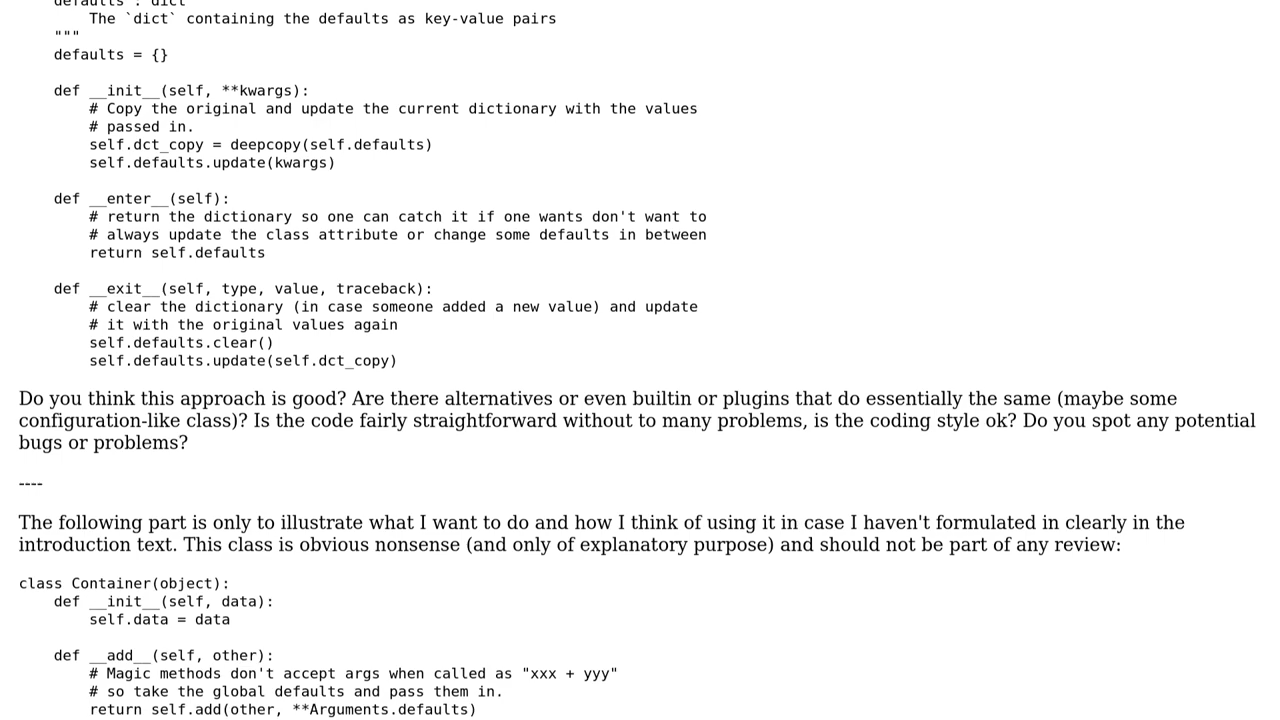 defaults : dict
        The `dict` containing the defaults as key-value pairs
    """
    defaults = {}

    def __init__(self, **kwargs):
        # Copy the original and update the current dictionary with the values
        # passed in.
        self.dct_copy = deepcopy(self.defaults)
        self.defaults.update(kwargs)

    def __enter__(self):
        # return the dictionary so one can catch it if one wants don't want to
        # always update the class attribute or change some defaults in between
        return self.defaults

    def __exit__(self, type, value, traceback):
        # clear the dictionary (in case someone added a new value) and update
        # it with the original values again
        self.defaults.clear()
        self.defaults.update(self.dct_copy)

Do you think this approach is good? Are there alternatives or even builtin or plugins that do essentially the same (maybe some
configuration-like class)? Is the code fairly straightforward without to many problems, is the coding style ok? Do you spot any potential
bugs or problems?

----

The following part is only to illustrate what I want to do and how I think of using it in case I haven't formulated in clearly in the
introduction text. This class is obvious nonsense (and only of explanatory purpose) and should not be part of any review:

class Container(object):
    def __init__(self, data):
        self.data = data

    def __add__(self, other):
        # Magic methods don't accept args when called as "xxx + yyy"
        # so take the global defaults and pass them in.
        return self.add(other, **Arguments.defaults)